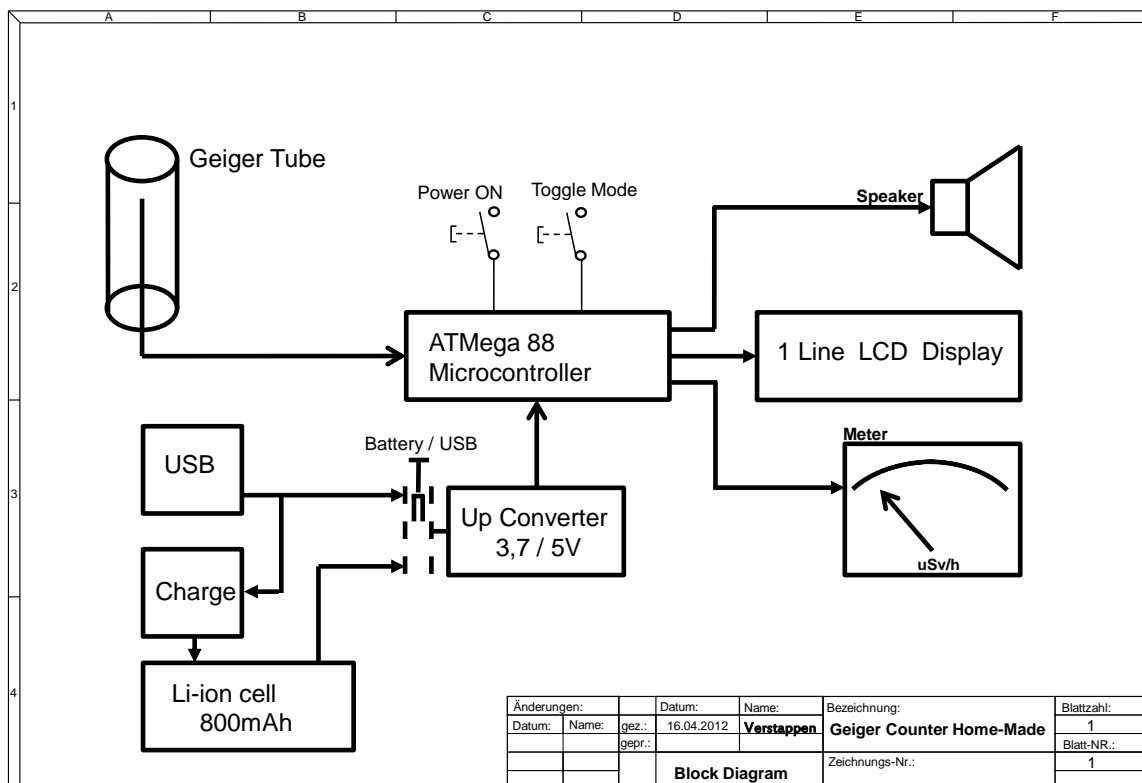 A B C D E F
1
2
3
4
Geiger Tube
Power ON
Toggle Mode
Speaker
ATMega 88
Microcontroller
1 Line LCD Display
Meter
uSv/h
Battery / USB
USB
Up Converter
3,7 / 5V
Charge
Li-ion cell
800mAh
Änderungen: Datum: Name: Bezeichnung: Blattzahl:
Datum: Name: gez.: 16.04.2012 Verstappen Geiger Counter Home-Made 1
gepr.: Blatt-NR.:
Zeichnungs-Nr.: 1
Block Diagram